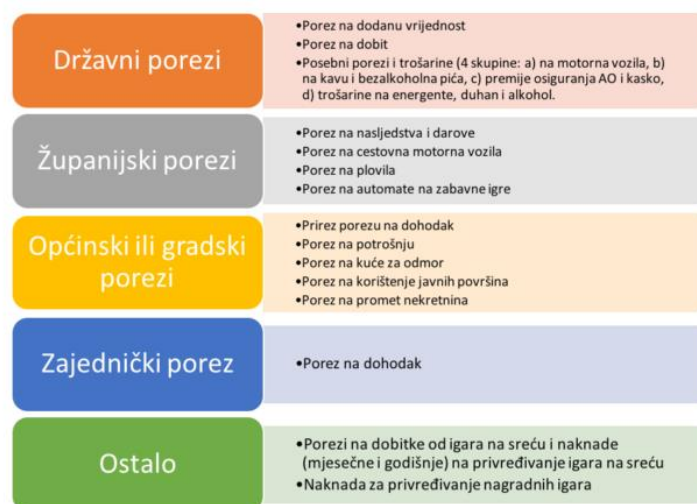 Državni porezi
•Porez na dodanu vrijednost
•Porez na dobit
•Posebni porezi i trošarine (4 skupine: a) na motorna vozila, b)
na kavu i bezalkoholna pića, c) premije osiguranja AO i kasko,
d) trošarine na energente, duhan i alkohol.
Županijski porezi
•Porez na nasljedstva i darove
•Porez na cestovna motorna vozila
•Porez na plovila
•Porez na automate na zabavne igre
Općinski ili gradski
porezi
•Prirez porezu na dohodak
•Porez na potrošnju
•Porez na kuće za odmor
•Porez na korištenje javnih površina
•Porez na promet nekretnina
Zajednički porez
•Porez na dohodak
Ostalo
•Porezi na dobitke od igara na sreću i naknade
(mjesečne i godišnje) na privređivanje igara na sreću
•Naknada za privređivanje nagradnih igara